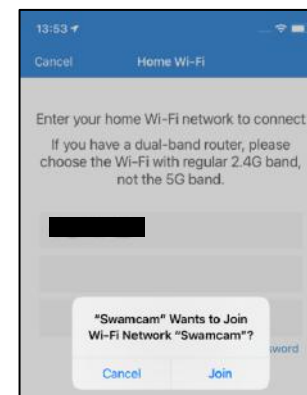 13:53
Cancel Home Wi-Fi
Enter your home Wi-Fi network to connect
If you have a dual-band router, please
choose the Wi-Fi with regular 2.4G band,
not the 5G band.
"Swamcam" Wants to Join
Wi-Fi Network "Swamcam"?
sword
Cancel Join